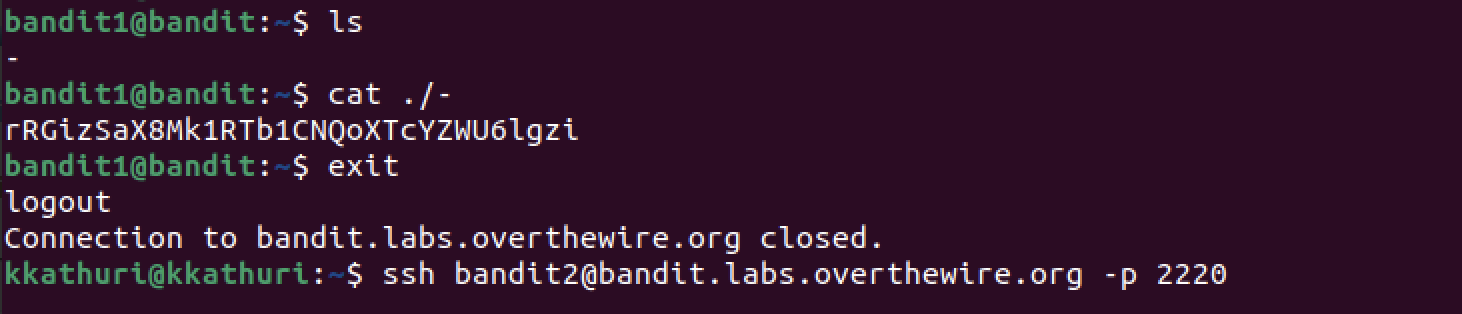 bandit1@bandit:~$ ls
-
bandit1@bandit:~$ cat ./-
rRGizSaX8Mk1RTb1CNQoXTcYZWU6lgzi
bandit1@bandit:~$ exit
logout
Connection to bandit.labs.overthewire.org closed.
kkathuri@kkathuri:~$ ssh bandit2@bandit.labs.overthewire.org -p 2220